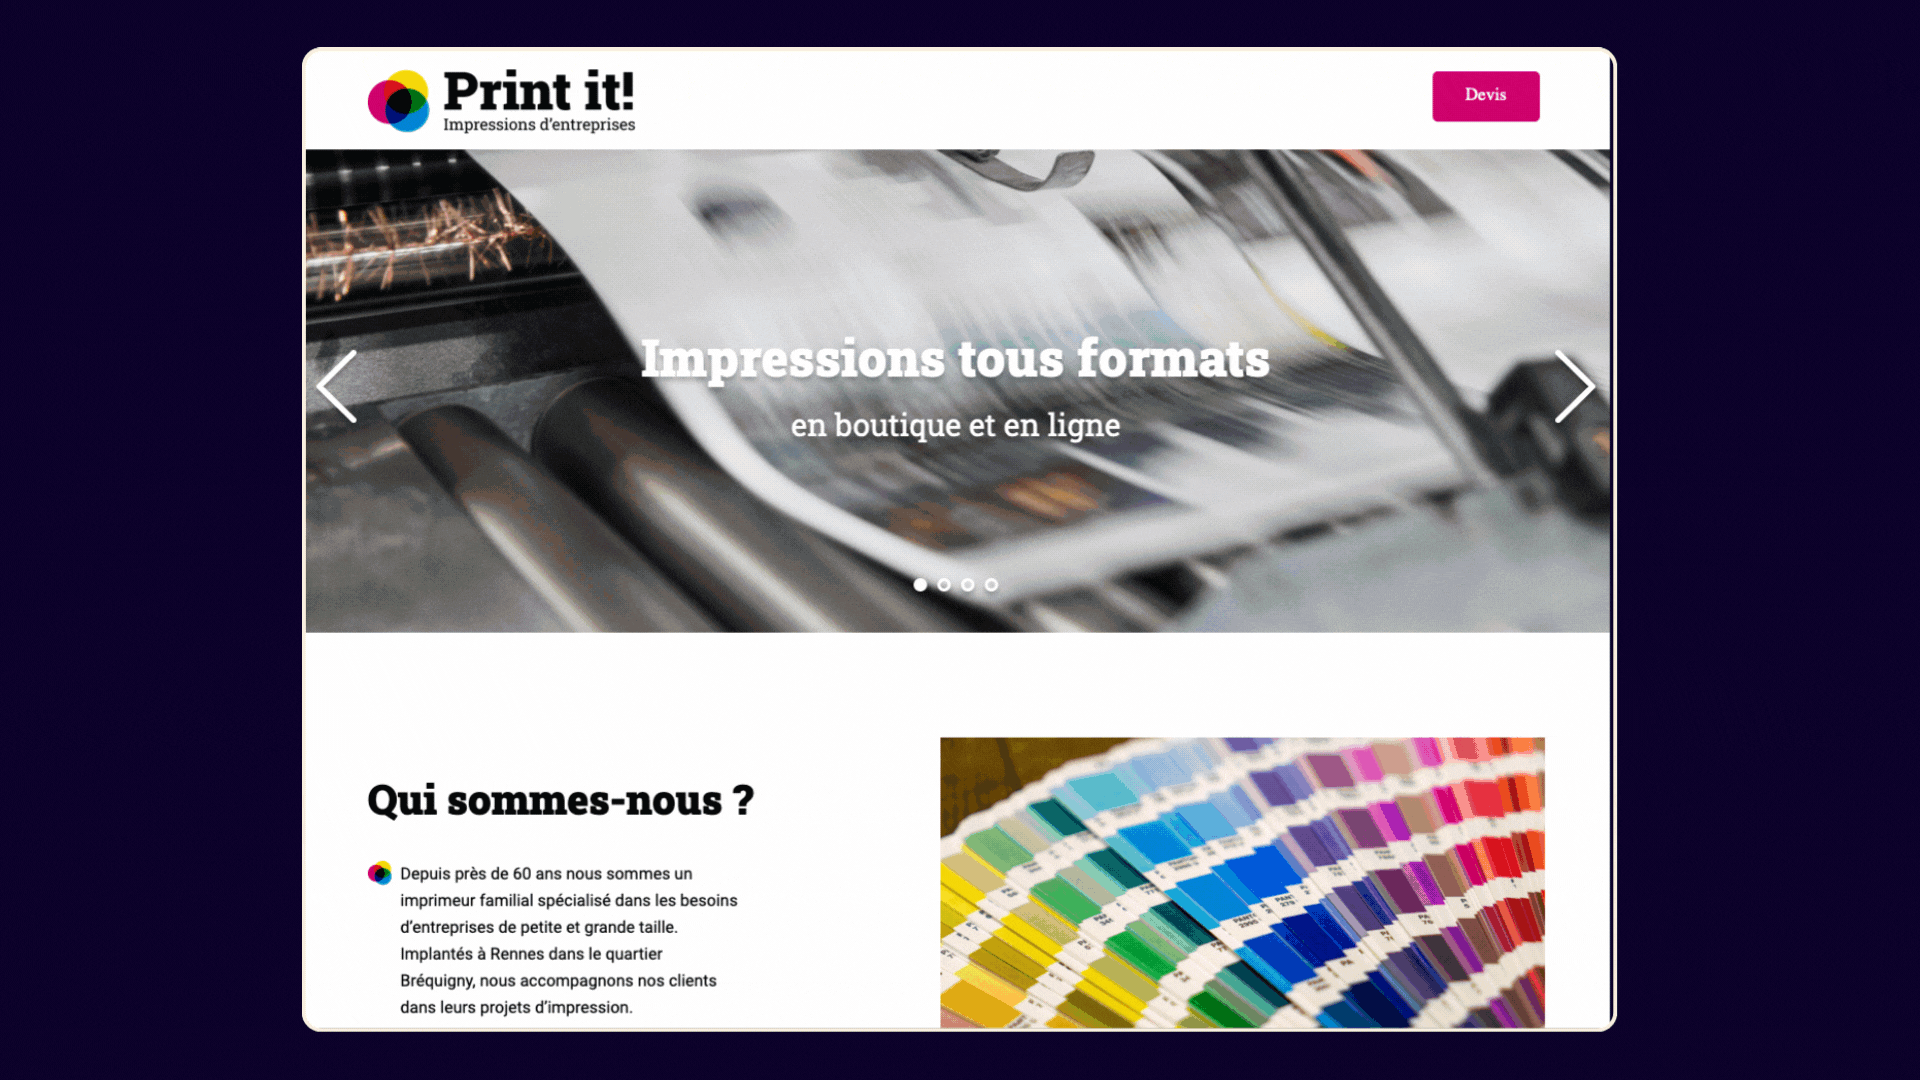 Print it!
Impressions d'entreprises
Devis
Impressions tous formats
en boutique et en ligne
Qui sommes-nous ?
Depuis près de 60 ans nous sommes un
imprimeur familial spécialisé dans les besoins
d'entreprises de petite et grande taille.
Implantés à Rennes dans le quartier
Bréquigny, nous accompagnons nos clients
dans leurs projets d'impression.